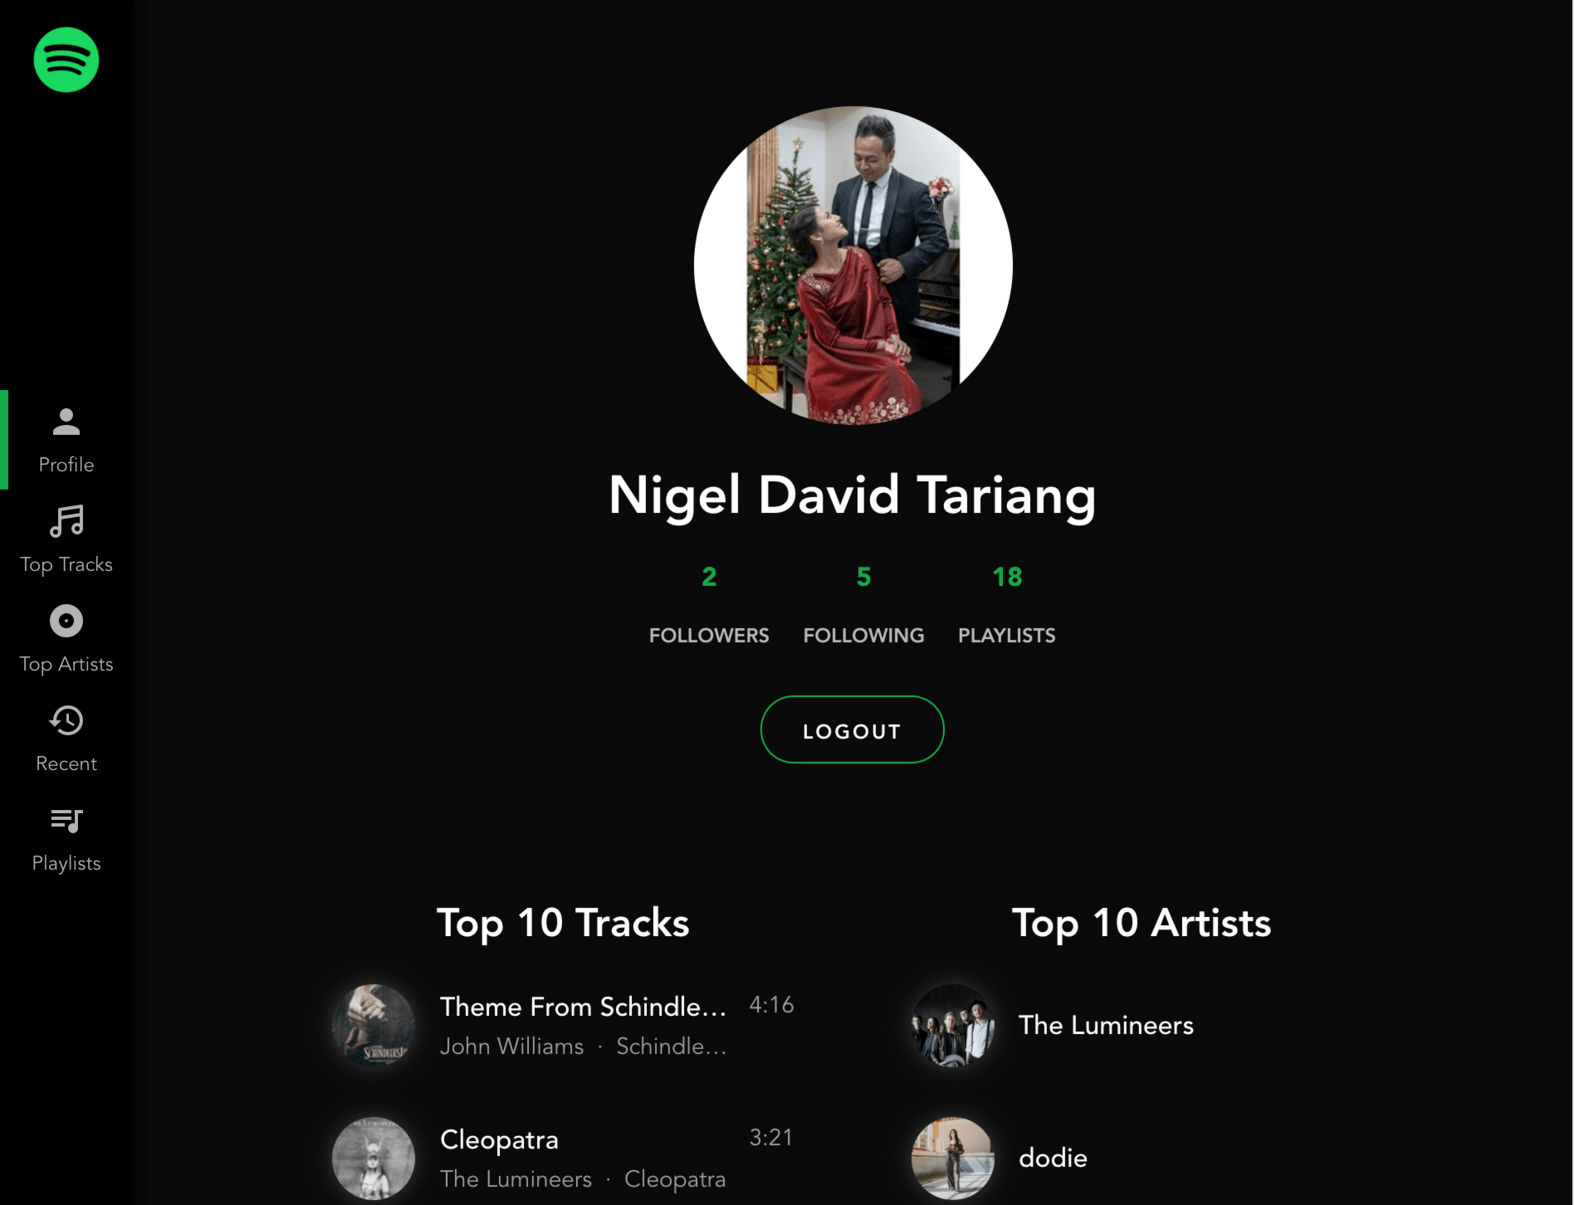 Profile
Top Tracks
Top Artists
Recent
Playlists
Nigel David Tariang
2 5 18
FOLLOWERS FOLLOWING PLAYLISTS
LOGOUT
Top 10 Tracks
Theme From Schindle... 4:16
John Williams · Schindle...
Cleopatra 3:21
The Lumineers · Cleopatra
Top 10 Artists
The Lumineers
dodie